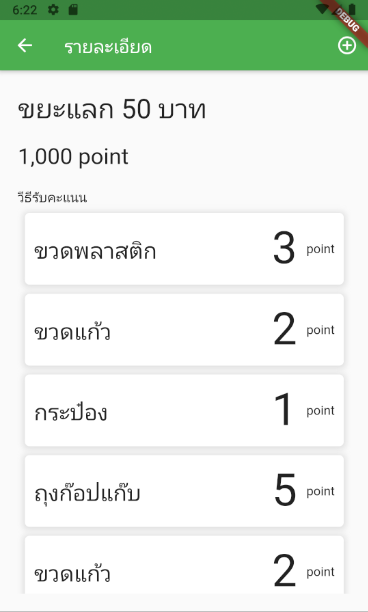 6:22
DEBUG
รายละเอียด
ขยะแลก 50 บาท
1,000 point
วิธีรับคะแนน
ขวดพลาสติก 3 point
ขวดแก้ว 2 point
กระป๋อง 1 point
ถุงก๊อปแก๊บ 5 point
ขวดแก้ว 2 point